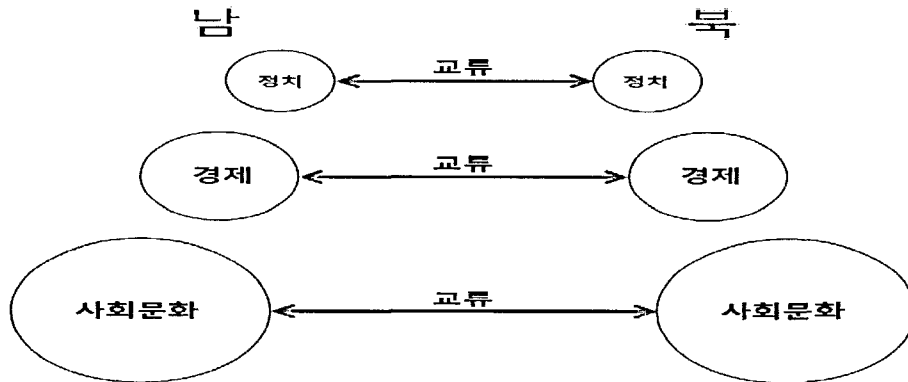 남 북
정치 교류 정치
경제 교류 경제
사회문화 교류 사회문화